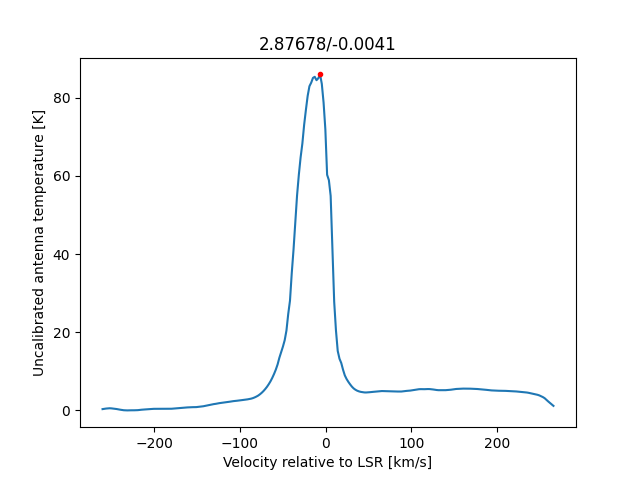 2.87678/-0.0041
Uncalibrated antenna temperature [K]
80
60
40
20
0
−200 −100 0 100 200
Velocity relative to LSR [km/s]